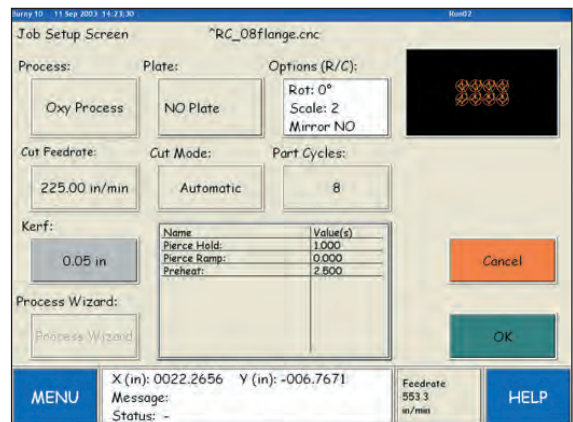 Burny 10 11 Sep 2003 14:23:30 Run02
Job Setup Screen ^RC_08flange.cnc
Process: Plate: Options (R/C):
Oxy Process NO Plate Rot: 0°
Scale: 2
Mirror NO
Cut Feedrate: Cut Mode: Part Cycles:
225.00 in/min Automatic 8
Kerf:
0.05 in
Name Value(s)
Pierce Hold: 1.000
Pierce Ramp: 0.000
Preheat: 2.500
Cancel
Process Wizard:
Process Wizard
OK
MENU
X (in): 0022.2656 Y (in): -006.7671
Message:
Status: -
Feedrate
553.3
in/min
HELP